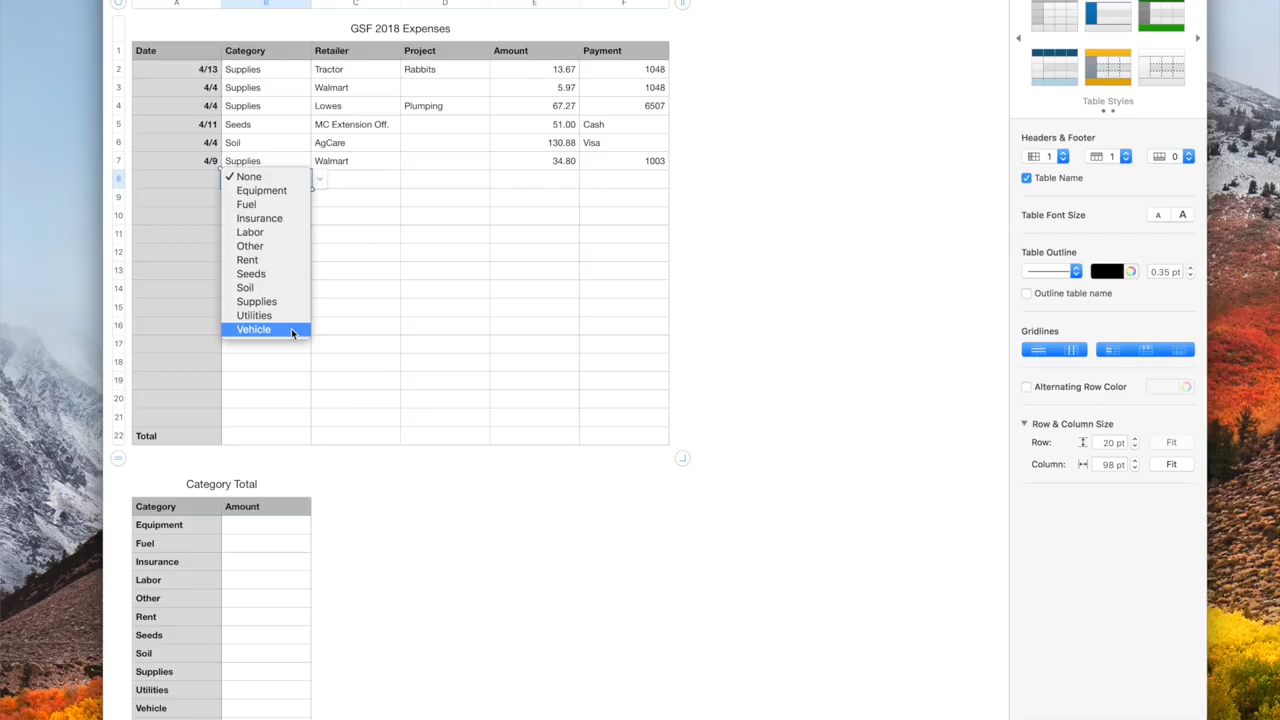 A B C D E F
GSF 2018 Expenses
1 Date Category Retailer Project Amount Payment
2 4/13 Supplies Tractor Rabbits 13.67 1048
3 4/4 Supplies Walmart 5.97 1048
4 4/4 Supplies Lowes Plumping 67.27 6507
5 4/11 Seeds MC Extension Off. 51.00 Cash
6 4/4 Soil AgCare 130.88 Visa
7 4/9 Supplies Walmart 34.80 1003
8
9
10
11
12
13
14
15
16
17
18
19
20
21
22 Total
✓ None
Equipment
Fuel
Insurance
Labor
Other
Rent
Seeds
Soil
Supplies
Utilities
Vehicle
Category Total
Category Amount
Equipment
Fuel
Insurance
Labor
Other
Rent
Seeds
Soil
Supplies
Utilities
Vehicle
Table Styles
Headers & Footer
1 1 0
Table Name
Table Font Size A A
Table Outline
0.35 pt
Outline table name
Gridlines
Alternating Row Color
Row & Column Size
Row: 20 pt Fit
Column: 98 pt Fit